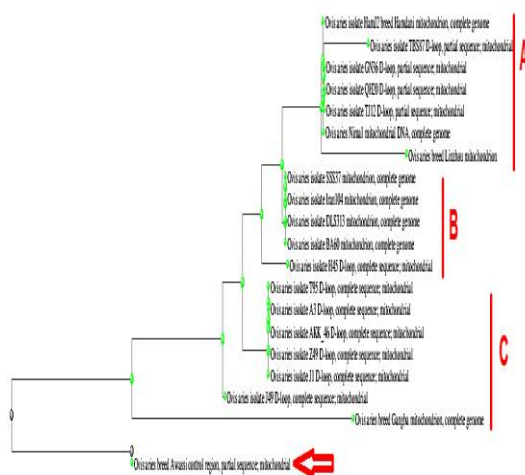 Ovis aries isolate Ham12 breed Hamdani mitochondrion, complete genome
Ovis aries isolate TBS87 D-loop, partial sequence; mitochondrial
Ovis aries isolate GN56 D-loop, partial sequence; mitochondrial
Ovis aries isolate QH20 D-loop, partial sequence; mitochondrial
Ovis aries isolate TJ12 D-loop, partial sequence; mitochondrial
Ovis aries Nima1 mitochondrial DNA, complete genome
Ovis aries breed Linzhou mitochondrion
A
Ovis aries isolate SSS37 mitochondrion, complete genome
Ovis aries isolate Iran104 mitochondrion, complete genome
Ovis aries isolate DLS313 mitochondrion, complete genome
Ovis aries isolate BA60 mitochondrion, complete genome
Ovis aries isolate H45 D-loop, complete sequence; mitochondrial
B
Ovis aries isolate T95 D-loop, complete sequence; mitochondrial
Ovis aries isolate A3 D-loop, complete sequence; mitochondrial
Ovis aries isolate AKK_46 D-loop, complete sequence; mitochondrial
Ovis aries isolate Z49 D-loop, complete sequence; mitochondrial
Ovis aries isolate J1 D-loop, complete sequence; mitochondrial
Ovis aries isolate J49 D-loop, complete sequence; mitochondrial
Ovis aries breed Gangba mitochondrion, complete genome
C
Ovis aries breed Awassi control region, partial sequence; mitochondrial